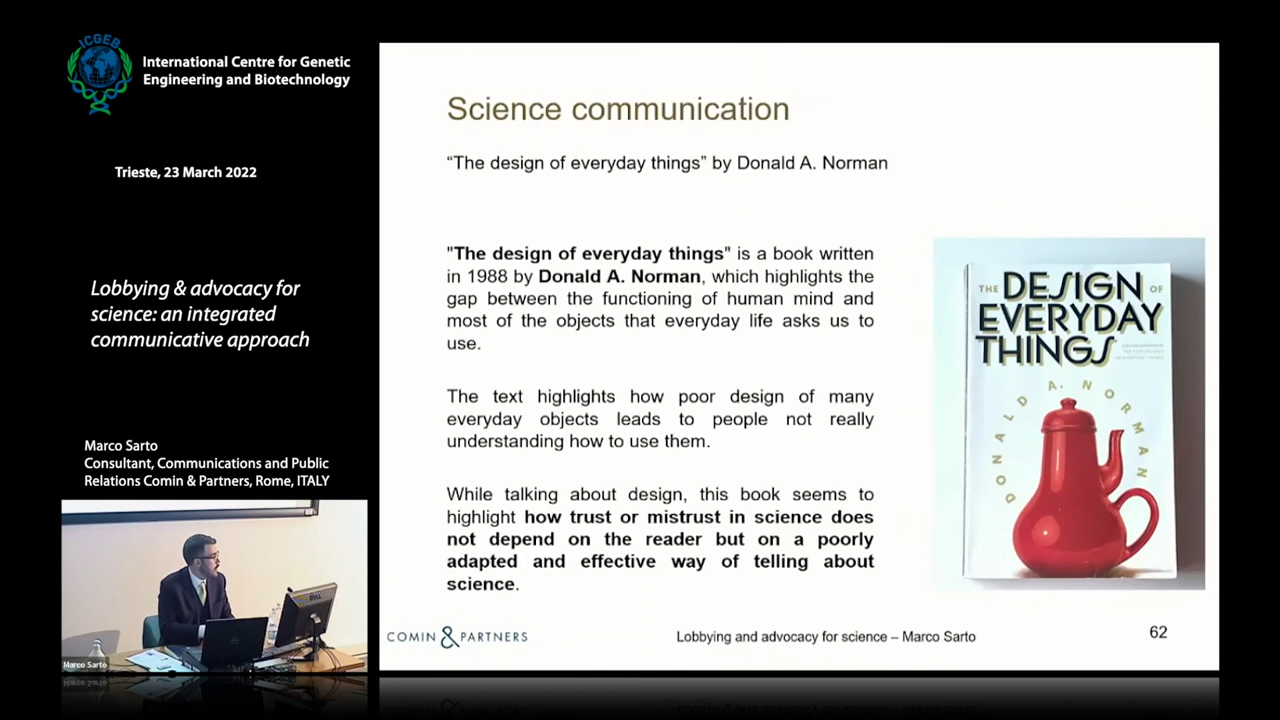 ICGEB
International Centre for Genetic
Engineering and Biotechnology
Trieste, 23 March 2022
Lobbying & advocacy for
science: an integrated
communicative approach
Marco Sarto
Consultant, Communications and Public
Relations Comin & Partners, Rome, ITALY
Marco Sarto
Science communication
“The design of everyday things” by Donald A. Norman
"The design of everyday things" is a book written
in 1988 by Donald A. Norman, which highlights the
gap between the functioning of human mind and
most of the objects that everyday life asks us to
use.
The text highlights how poor design of many
everyday objects leads to people not really
understanding how to use them.
While talking about design, this book seems to
highlight how trust or mistrust in science does
not depend on the reader but on a poorly
adapted and effective way of telling about
science.
THE DESIGN OF
EVERYDAY
THINGS
DONALD A. NORMAN
COMIN & PARTNERS
Lobbying and advocacy for science – Marco Sarto
62